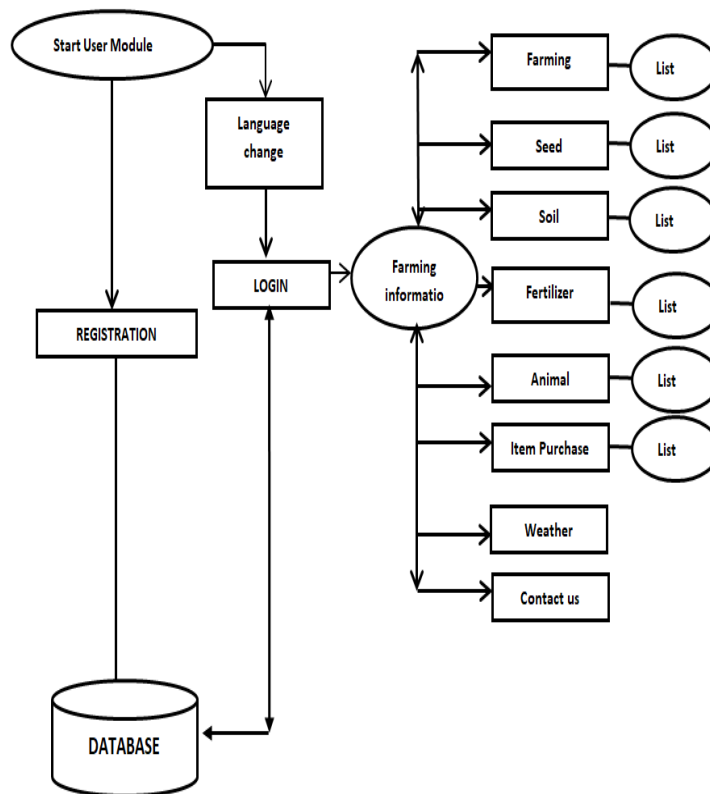 Start User Module
Language
change
LOGIN
REGISTRATION
DATABASE
Farming
informatio
Farming
List
Seed
List
Soil
List
Fertilizer
List
Animal
List
Item Purchase
List
Weather
Contact us